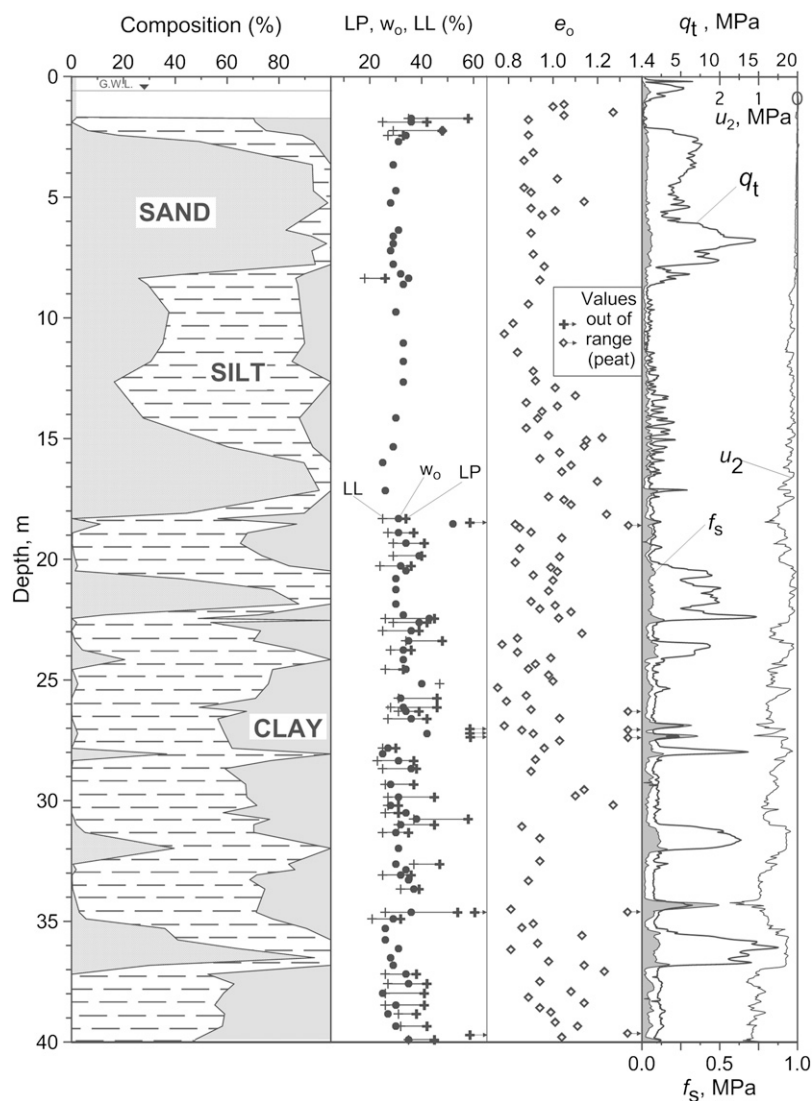 Composition (%)
LP, wₒ, LL (%)
eₒ
qₜ , MPa
0 20 40 60 80
20 40 60 80
0.8 1.0 1.2 1.4
5 10 15 20
G.W.L.
2 1 0
u₂, MPa
0
5
10
15
20
25
30
35
40
Depth, m
SAND
SILT
CLAY
LL
wₒ
LP
Values
out of
range
(peat)
qₜ
u₂
fₛ
0.0 0.5 1.0
fₛ, MPa